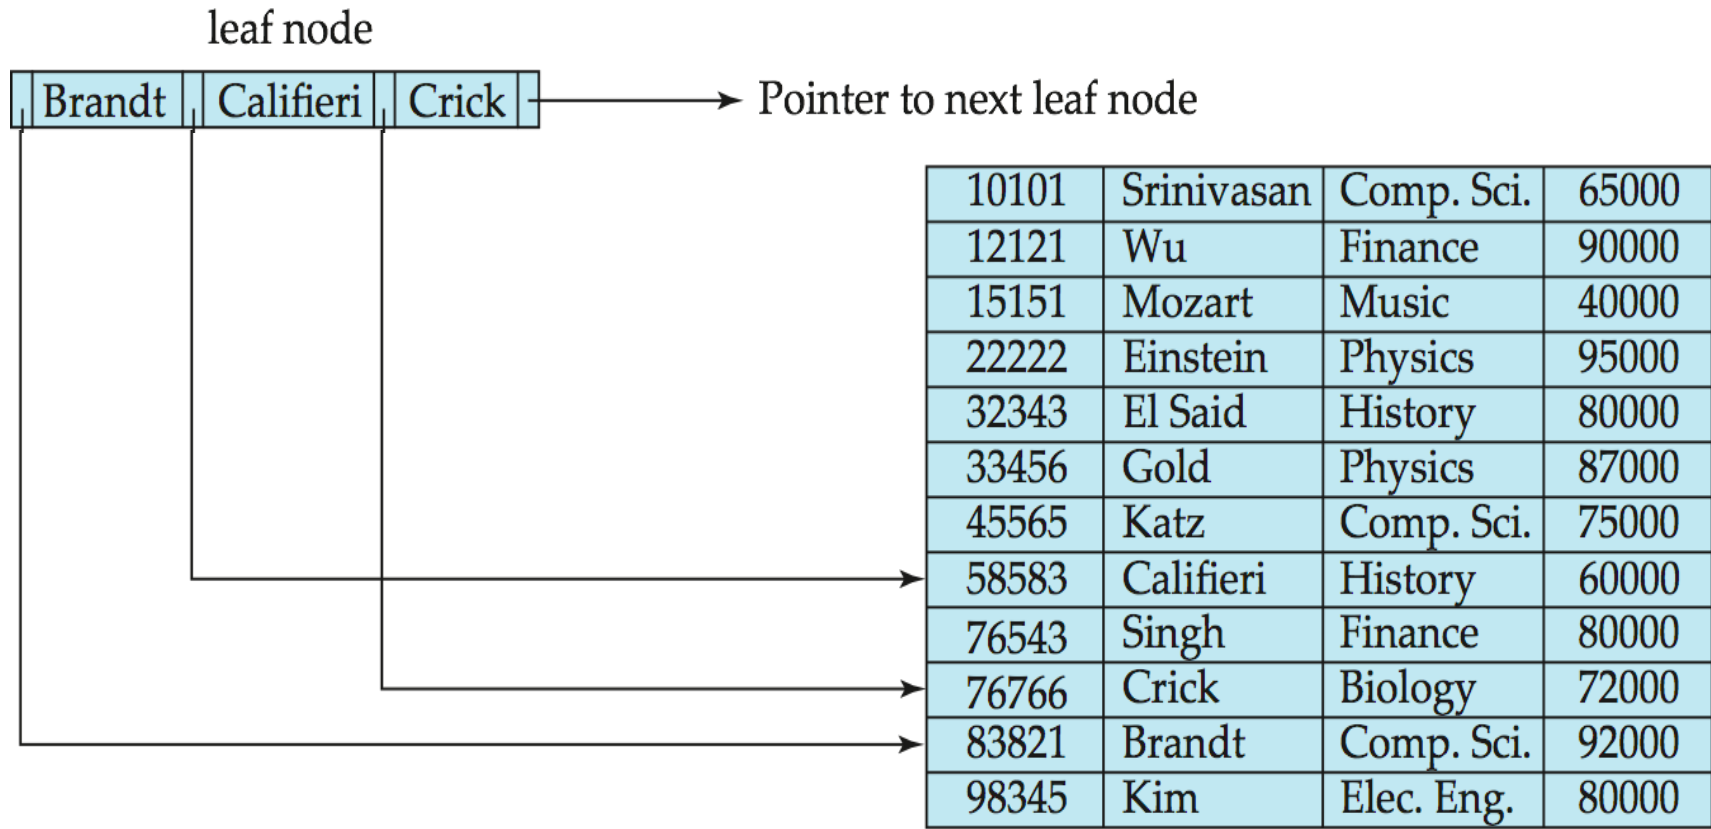 leaf node
Brandt Califieri Crick Pointer to next leaf node
10101 Srinivasan Comp. Sci. 65000
12121 Wu Finance 90000
15151 Mozart Music 40000
22222 Einstein Physics 95000
32343 El Said History 80000
33456 Gold Physics 87000
45565 Katz Comp. Sci. 75000
58583 Califieri History 60000
76543 Singh Finance 80000
76766 Crick Biology 72000
83821 Brandt Comp. Sci. 92000
98345 Kim Elec. Eng. 80000